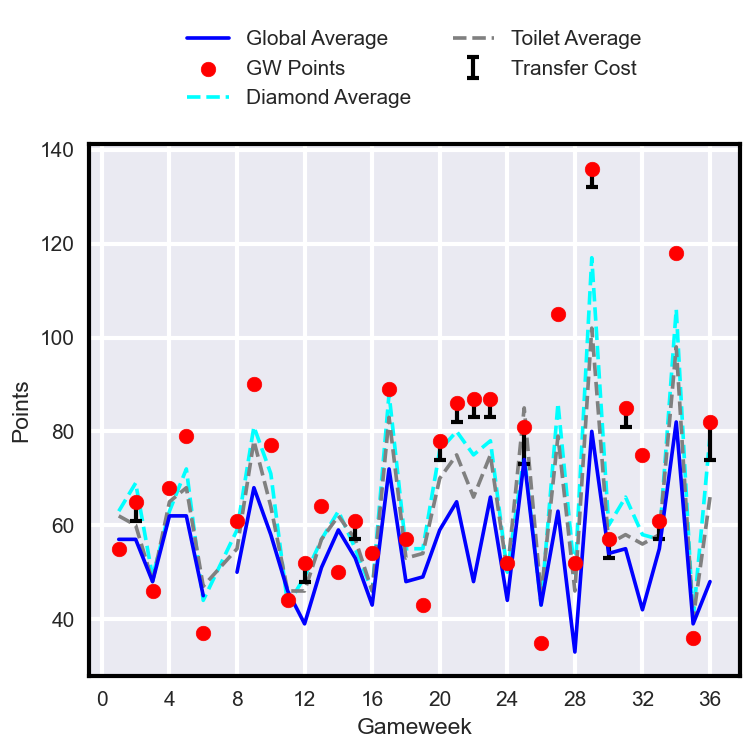 Global Average
GW Points
Diamond Average
Toilet Average
Transfer Cost
140
120
100
80
60
40
Points
0 4 8 12 16 20 24 28 32 36
Gameweek